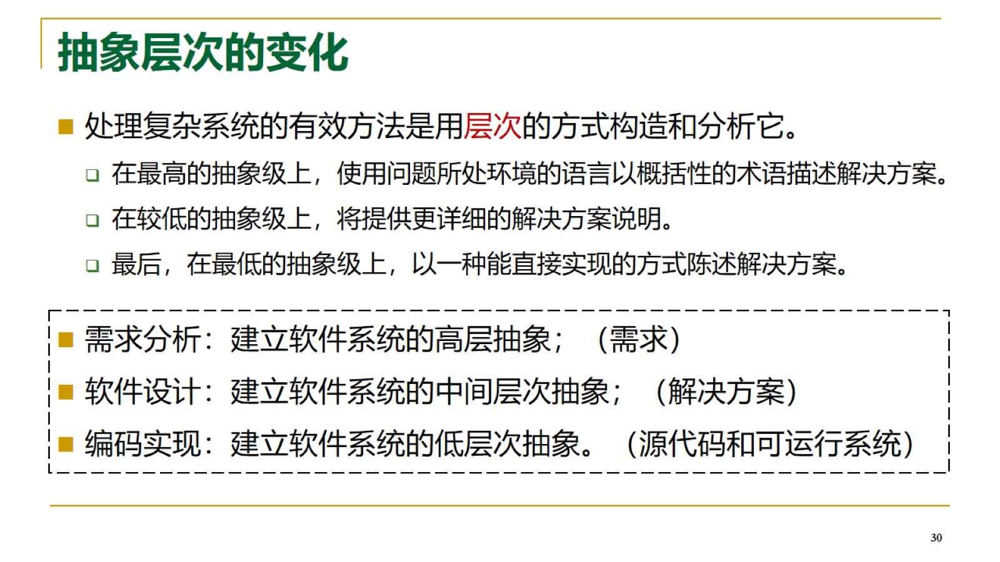 抽象层次的变化
处理复杂系统的有效方法是用层次的方式构造和分析它。
在最高的抽象级上，使用问题所处环境的语言以概括性的术语描述解决方案。
在较低的抽象级上，将提供更详细的解决方案说明。
最后，在最低的抽象级上，以一种能直接实现的方式陈述解决方案。
需求分析：建立软件系统的高层抽象；（需求）
软件设计：建立软件系统的中间层次抽象；（解决方案）
编码实现：建立软件系统的低层次抽象。（源代码和可运行系统）
30